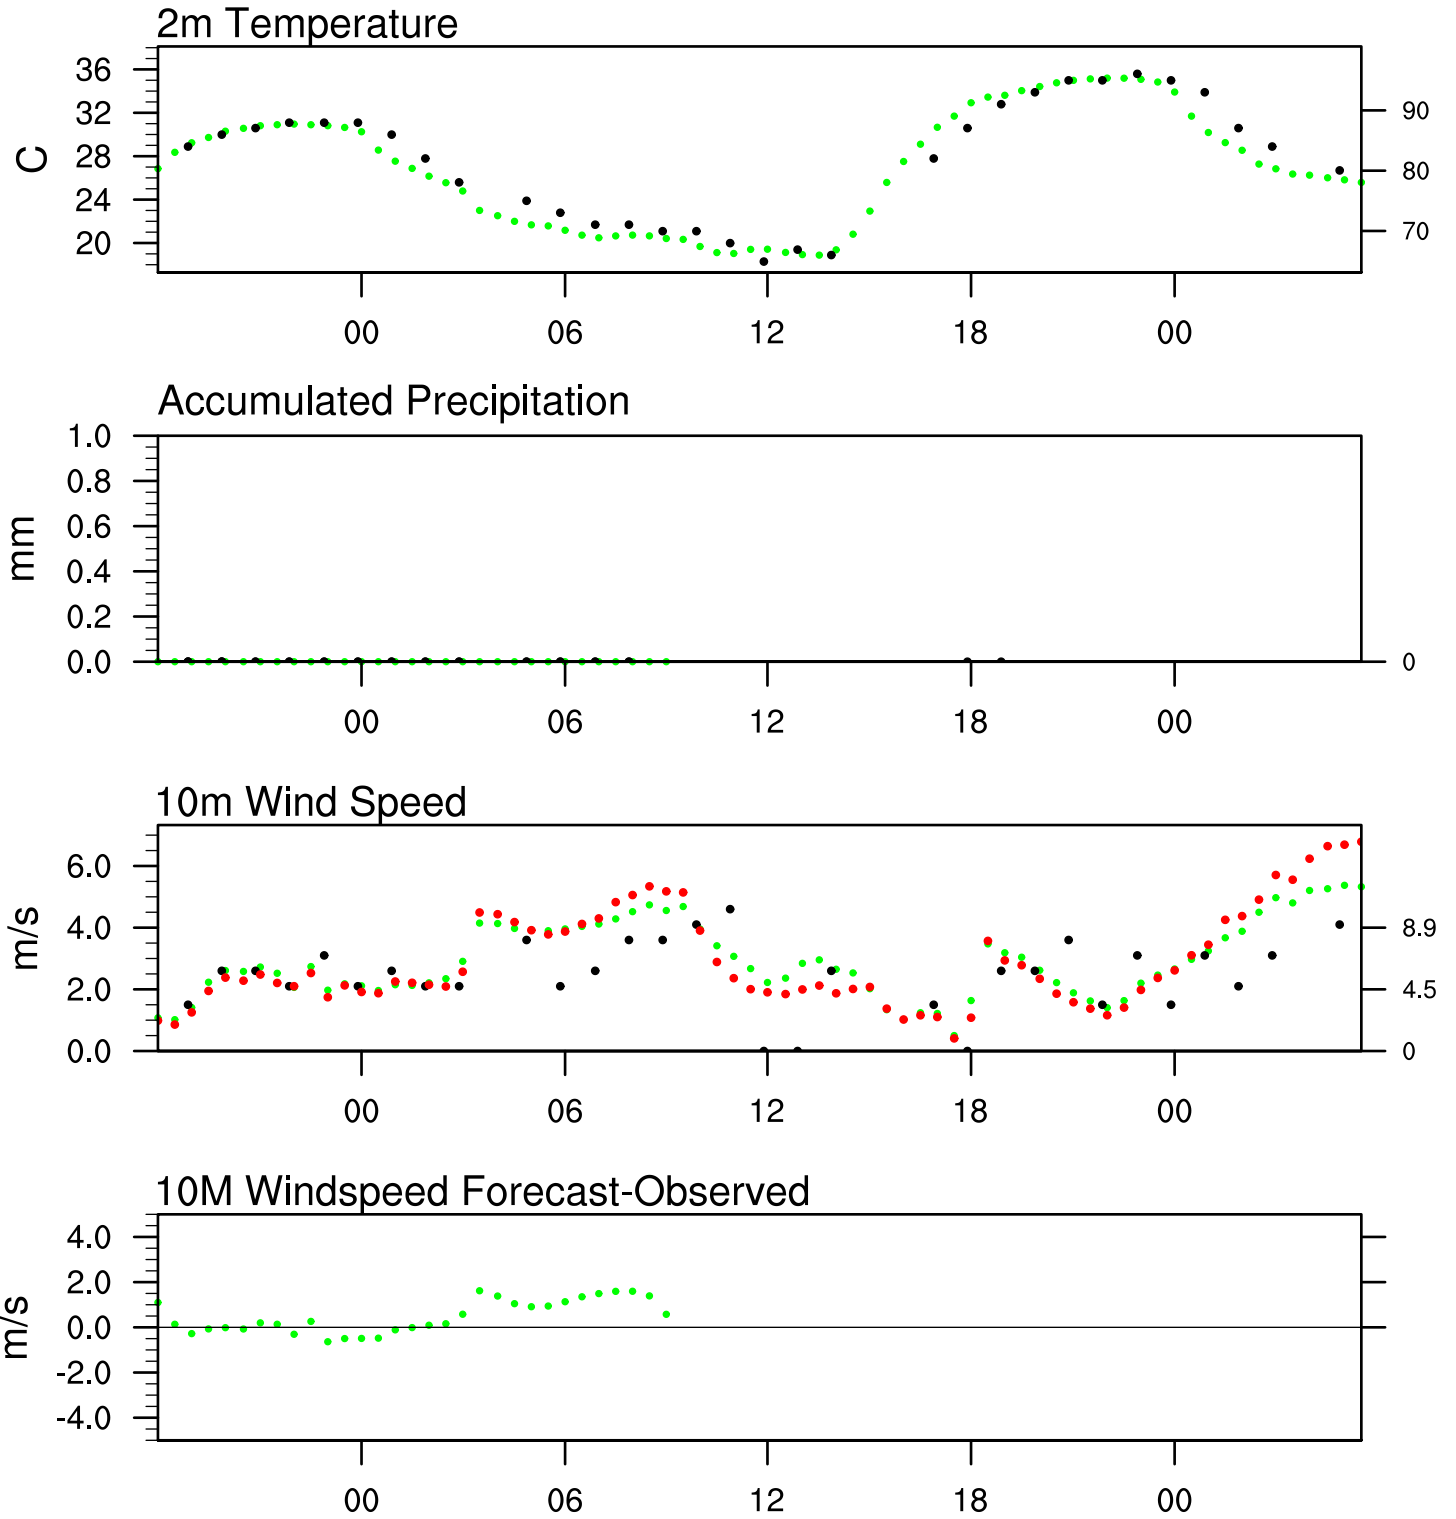 2m Temperature
36
32
28
24
20
C
90
80
70
00 06 12 18 00
Accumulated Precipitation
1.0
0.8
0.6
0.4
0.2
0.0
mm
0
00 06 12 18 00
10m Wind Speed
6.0
4.0
2.0
0.0
m/s
8.9
4.5
0
00 06 12 18 00
10M Windspeed Forecast-Observed
4.0
2.0
0.0
-2.0
-4.0
m/s
00 06 12 18 00